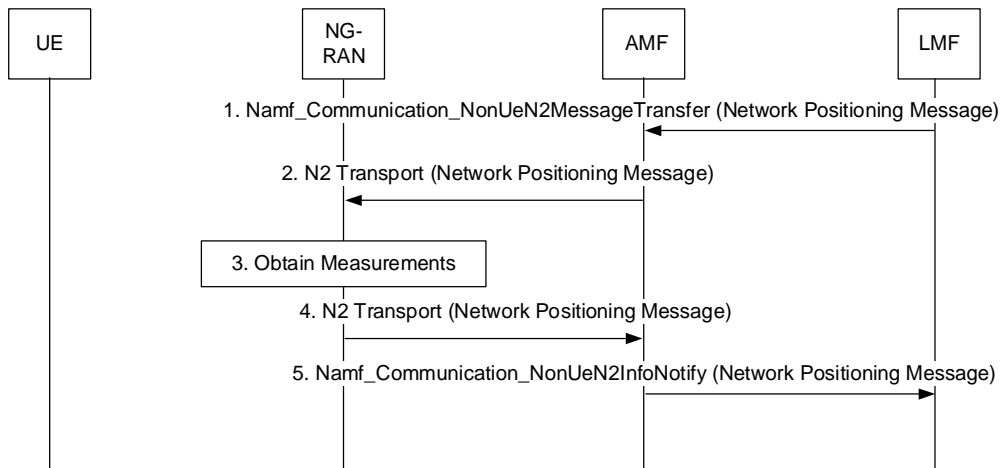 UE
NG-
RAN
AMF
LMF
1. Namf_Communication_NonUeN2MessageTransfer (Network Positioning Message)
2. N2 Transport (Network Positioning Message)
3. Obtain Measurements
4. N2 Transport (Network Positioning Message)
5. Namf_Communication_NonUeN2InfoNotify (Network Positioning Message)